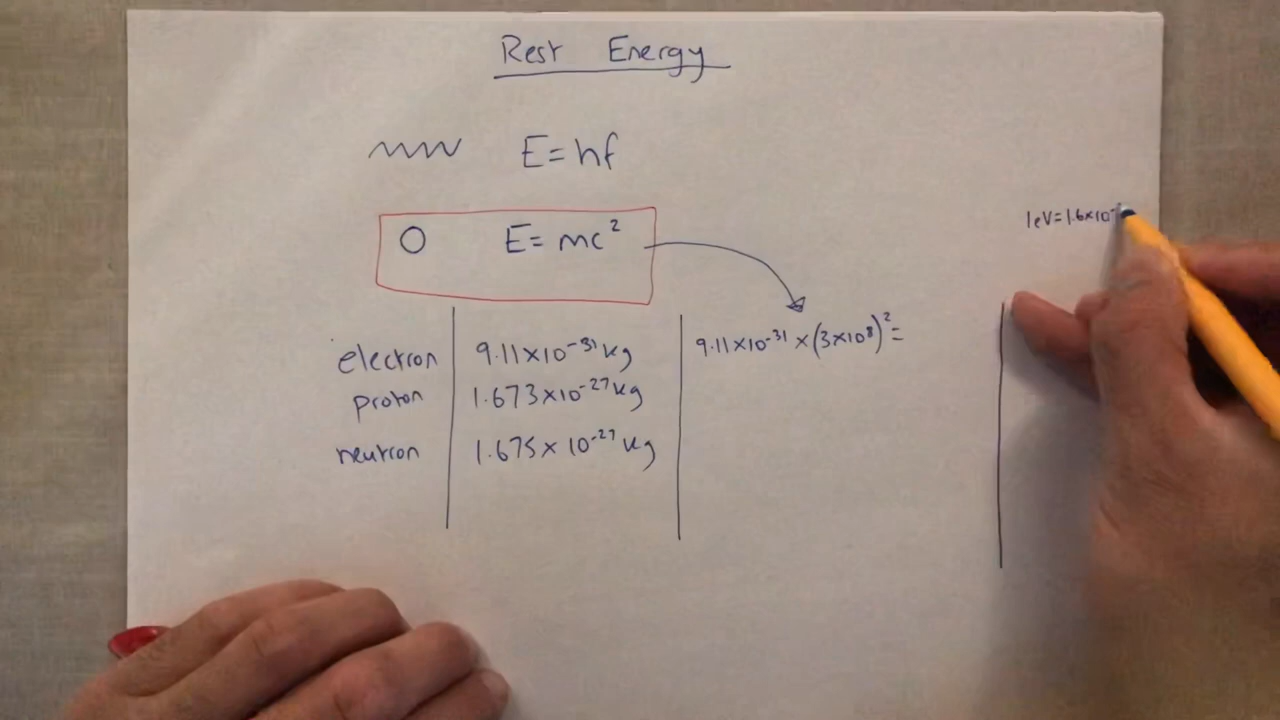 Rest Energy
E=hf
E=mc²
1eV=1.6×10⁻
electron 9.11×10⁻³¹kg 9.11×10⁻³¹×(3×10⁸)²=
proton 1.673×10⁻²⁷kg
neutron 1.675×10⁻²⁷kg